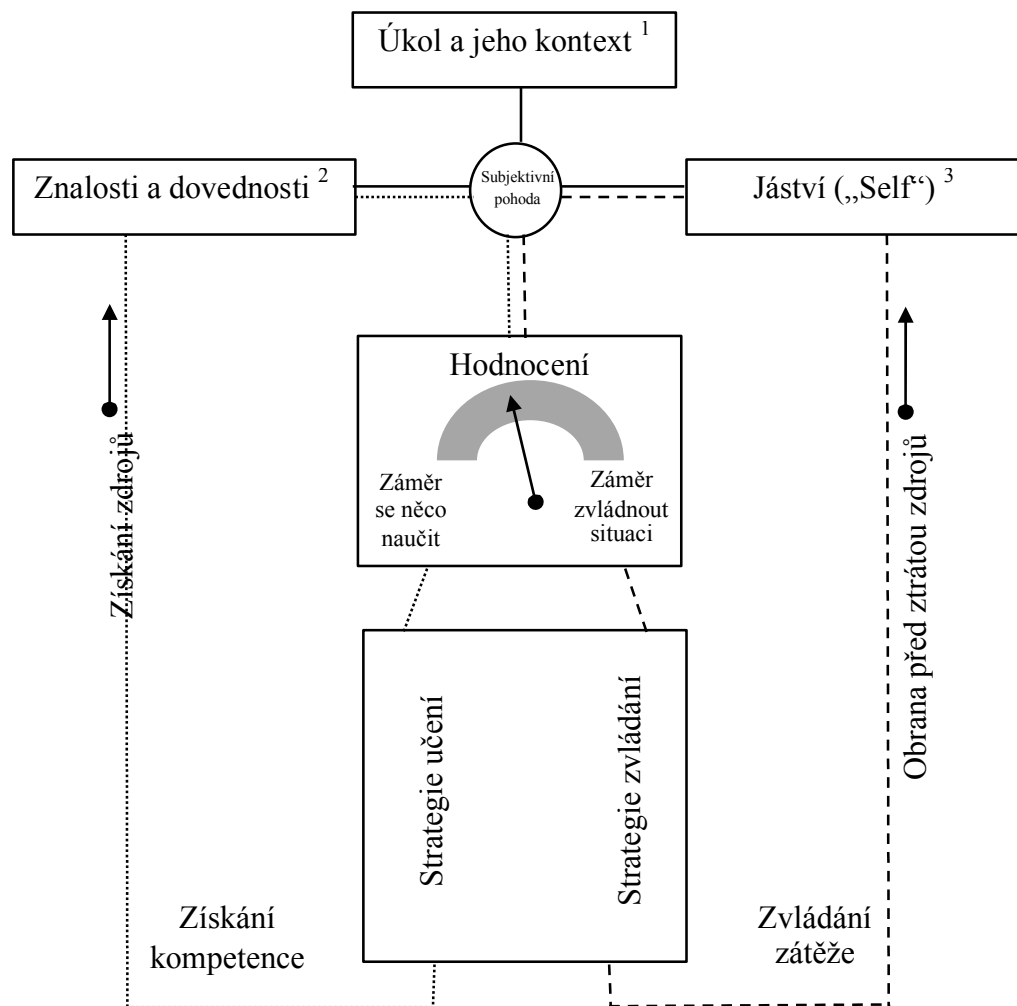 Úkol a jeho kontext 1
Znalosti a dovednosti 2
Subjektivní
pohoda
Jáství („Self“) 3
Hodnocení
Záměr
se něco
naučit
Záměr
zvládnout
situaci
Získání zdrojů
Obrana před ztrátou zdrojů
Strategie učení
Strategie zvládání
Získání
kompetence
Zvládání
zátěže